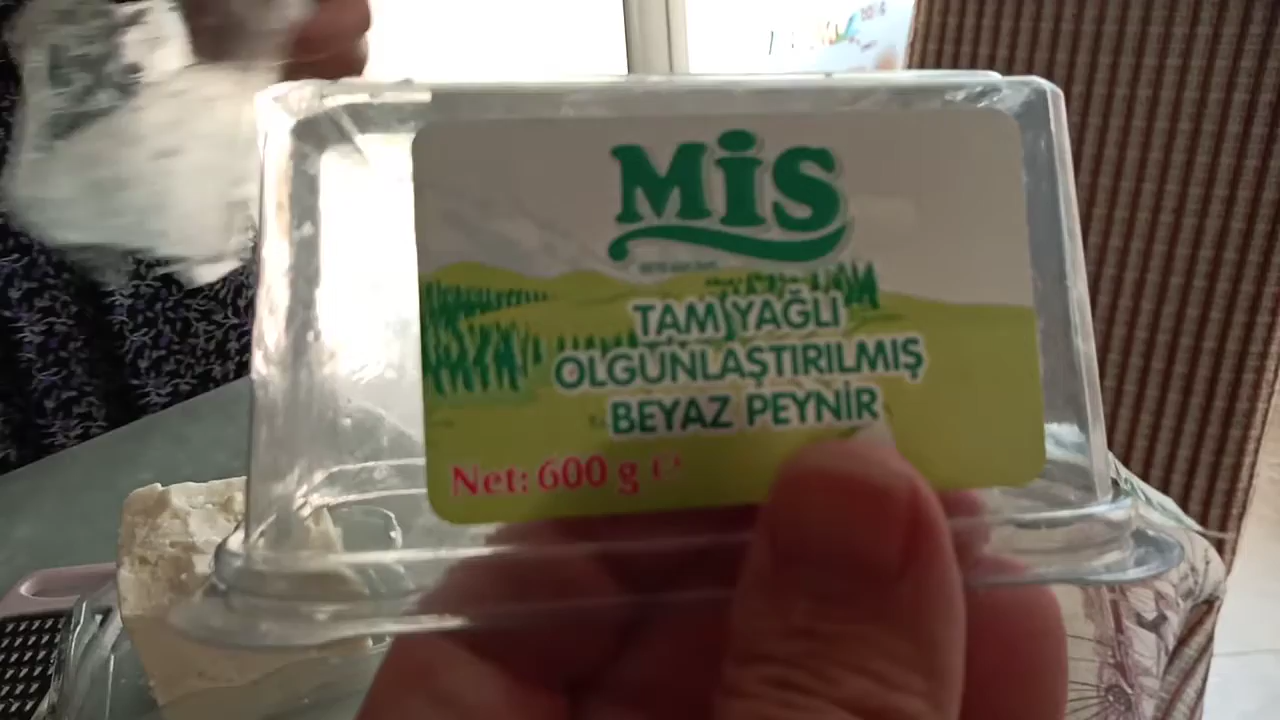 MİS
TAM YAĞLI
OLGUNLAŞTIRILMIŞ
BEYAZ PEYNİR
Net: 600 g ℮